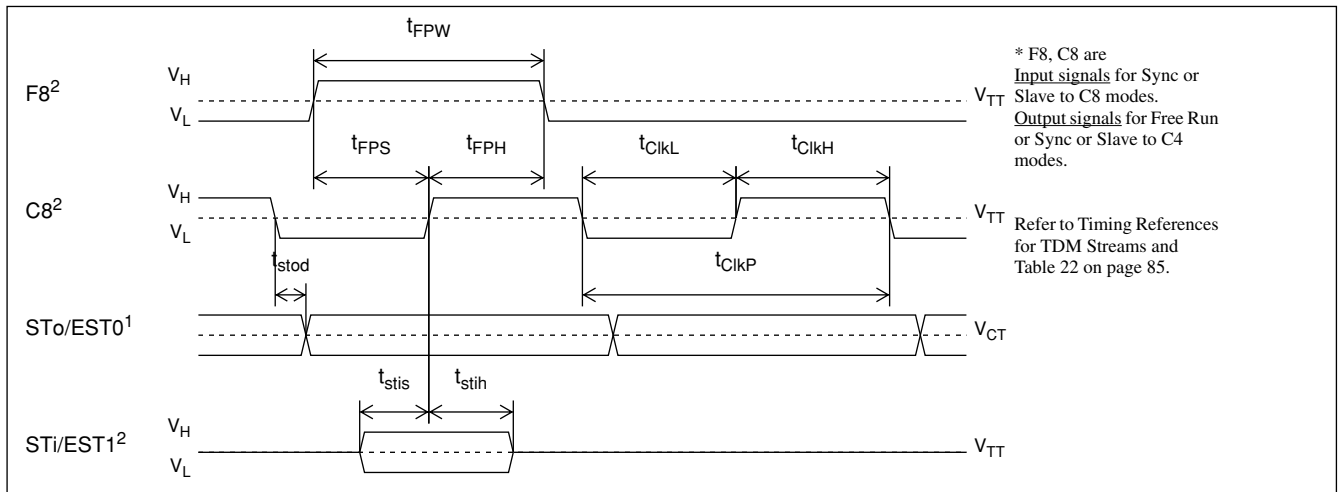 tFPW
* F8, C8 are
Input signals for Sync or
Slave to C8 modes.
Output signals for Free Run
or Sync or Slave to C4
modes.
F8²
VH
VL
VTT
tFPS
tFPH
tClkL
tClkH
C8²
VH
VL
VTT
Refer to Timing References
for TDM Streams and
Table 22 on page 85.
tstod
tClkP
STo/EST0¹
VCT
tstis
tstih
STi/EST1²
VH
VL
VTT